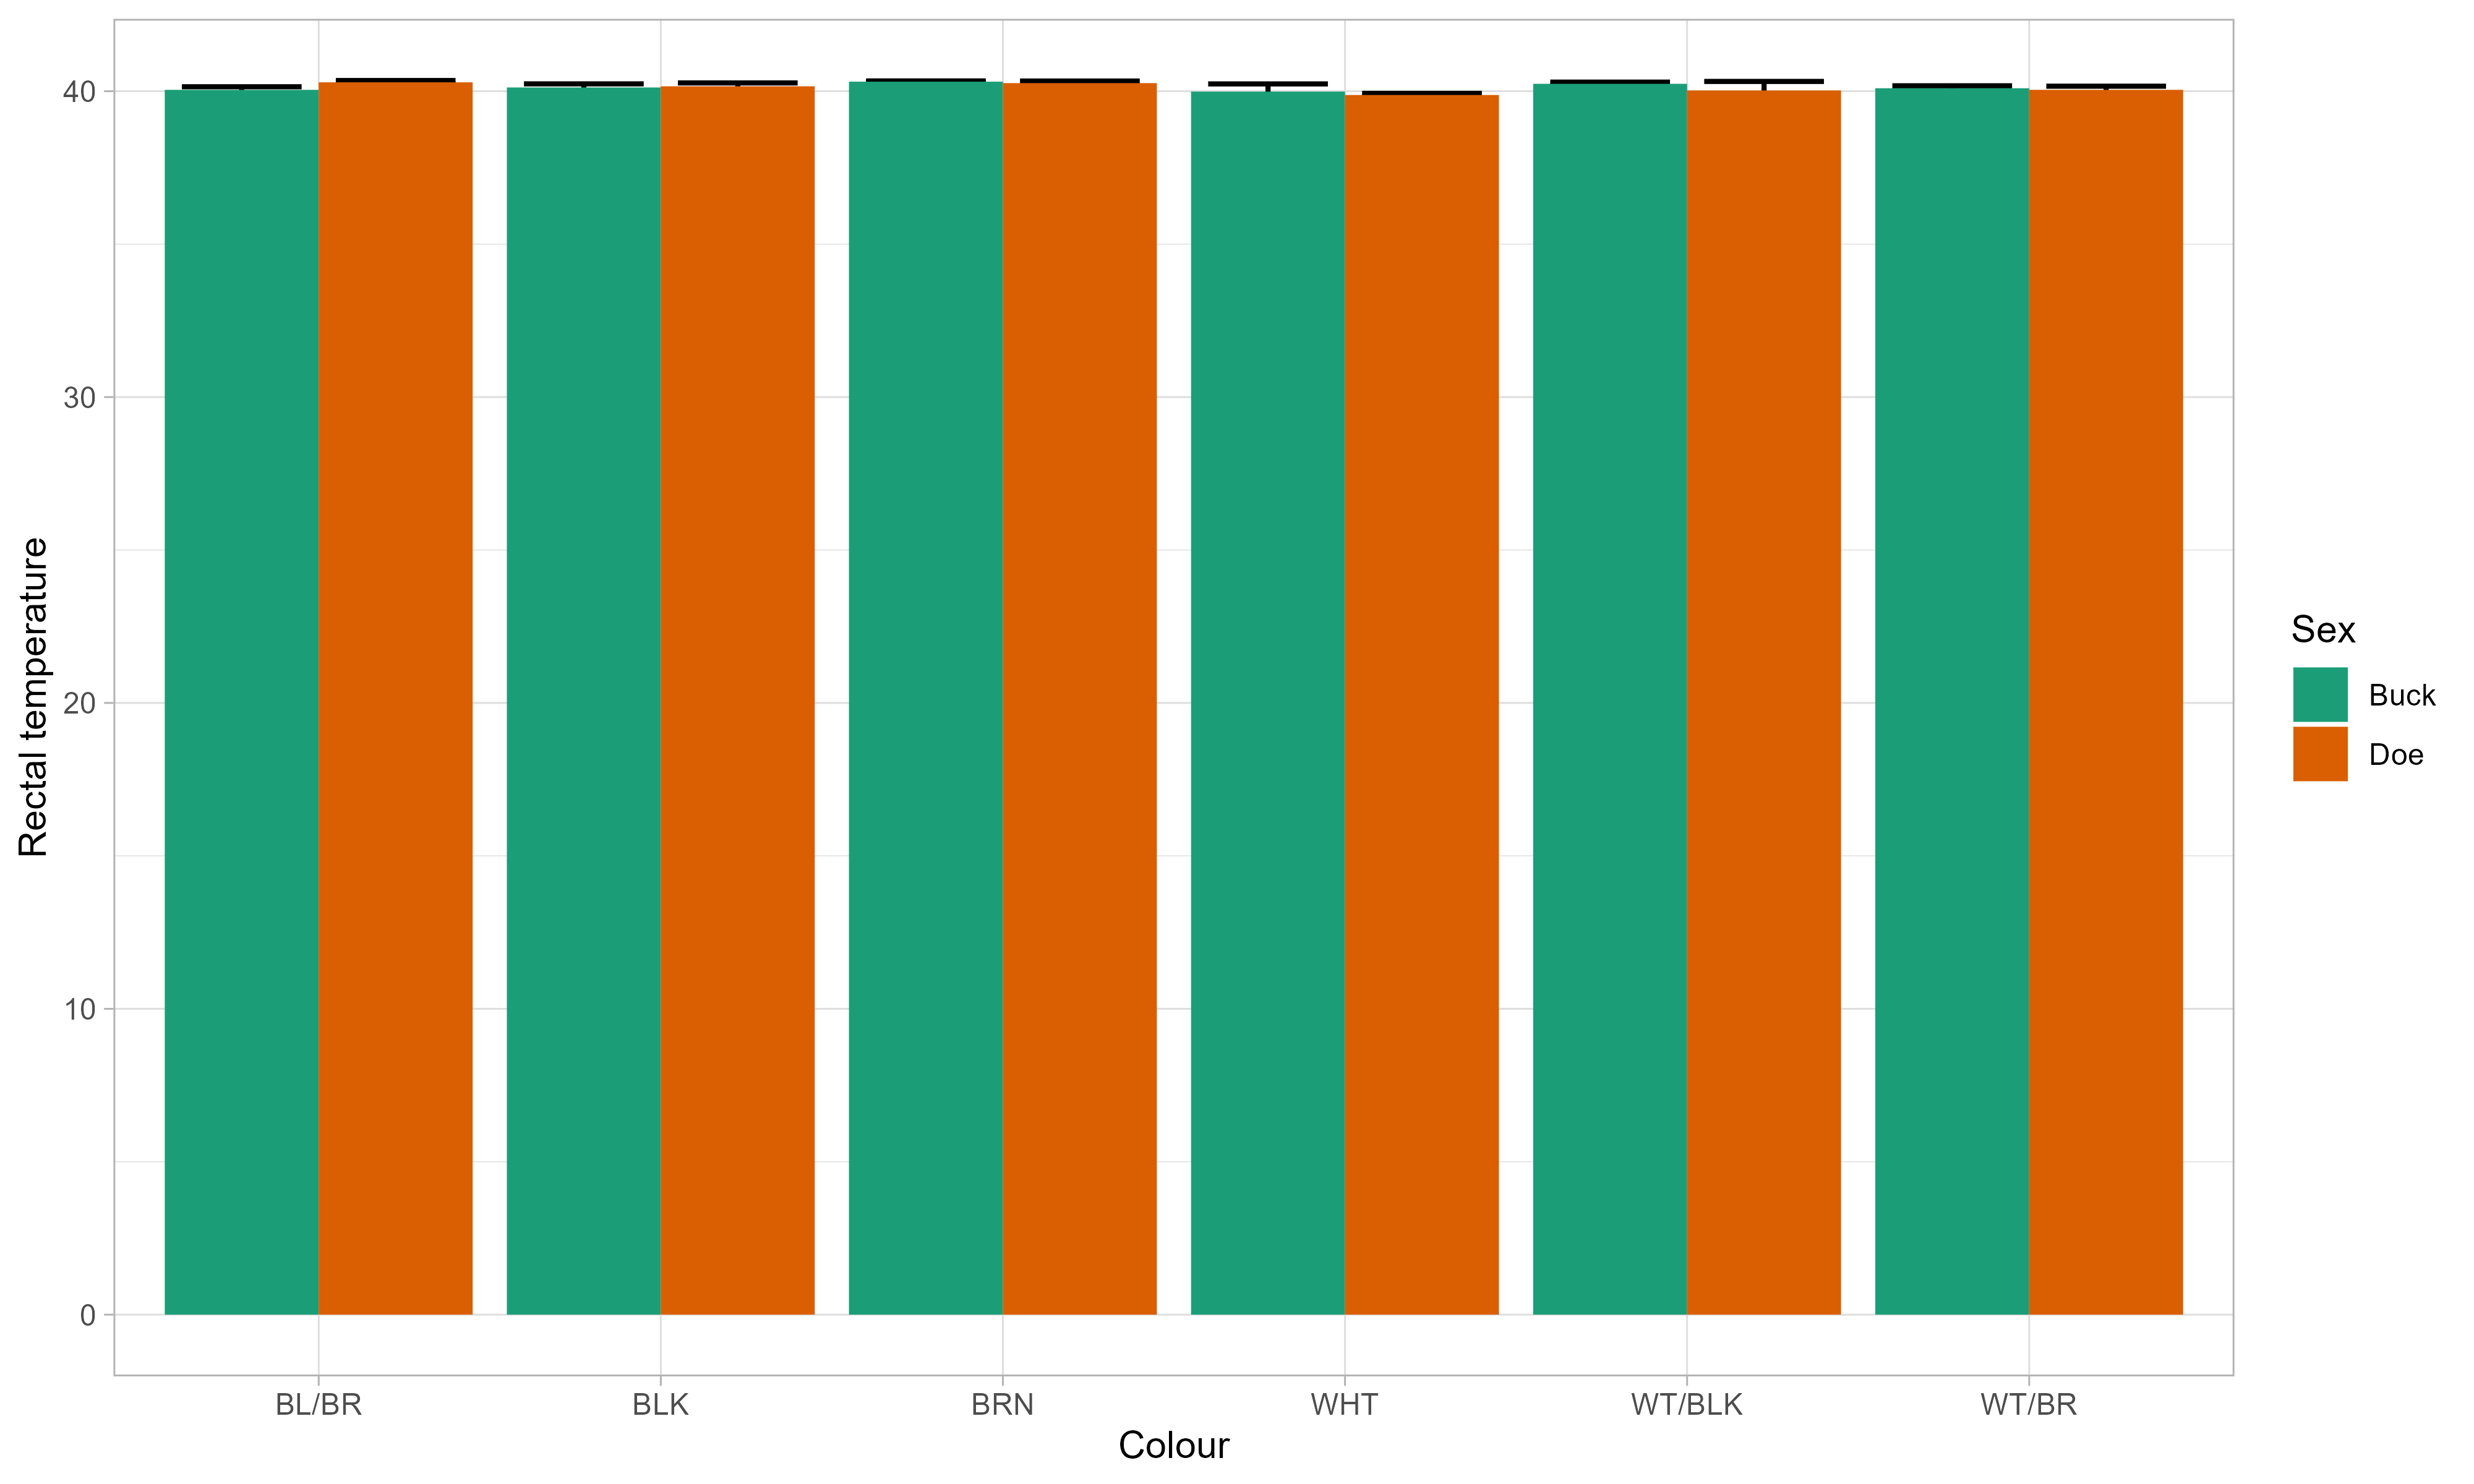 Rectal temperature
40
30
20
10
0
BL/BR
BLK
BRN
WHT
WT/BLK
WT/BR
Colour
Sex
Buck
Doe